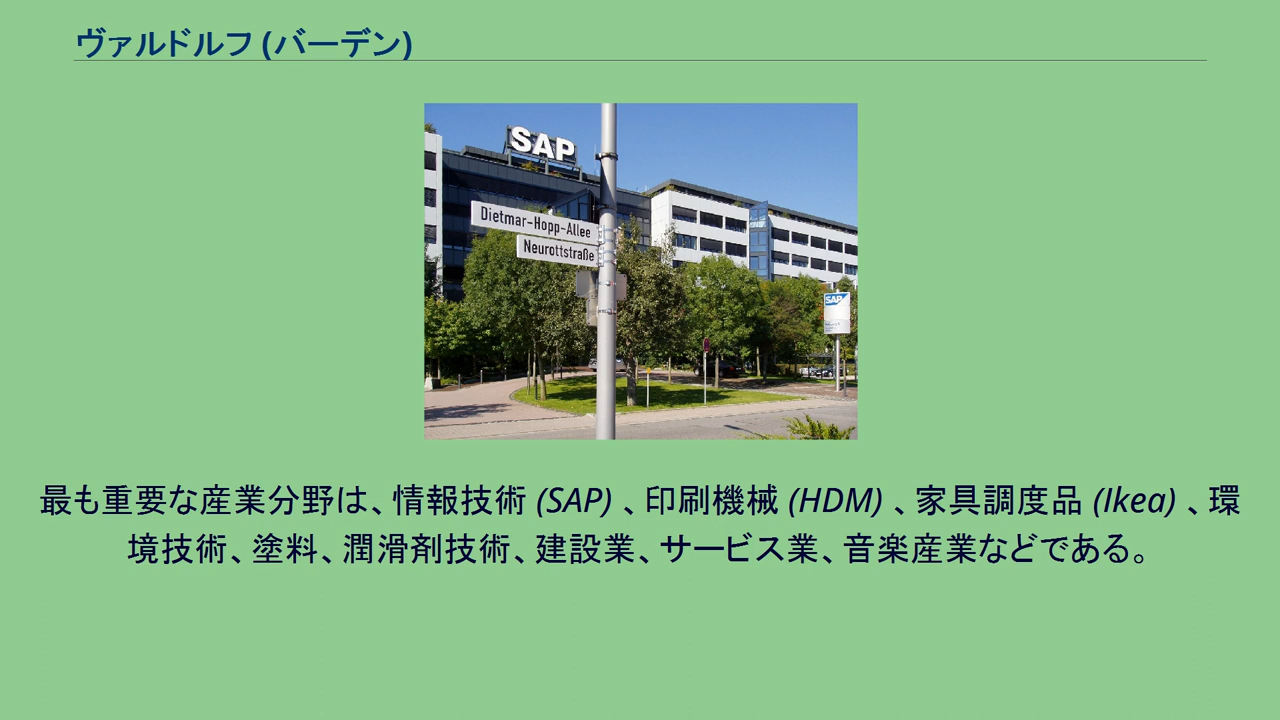 ヴァルドルフ (バーデン)
SAP
Dietmar-Hopp-Allee
Neurottstraße
SAP
最も重要な産業分野は、情報技術 (SAP) 、印刷機械 (HDM) 、家具調度品 (Ikea) 、環
境技術、塗料、潤滑剤技術、建設業、サービス業、音楽産業などである。